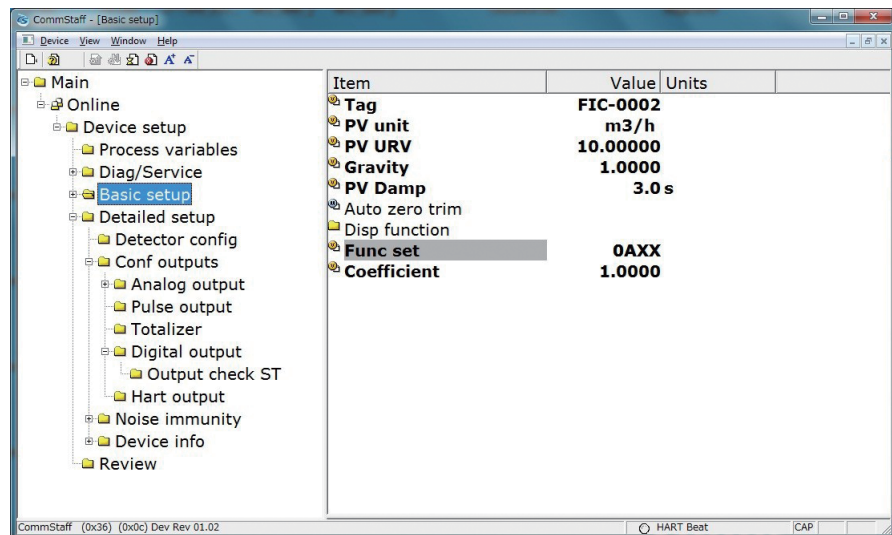 CommStaff - [Basic setup]
Device View Window Help
Main
Online
Device setup
Process variables
Diag/Service
Basic setup
Detailed setup
Detector config
Conf outputs
Analog output
Pulse output
Totalizer
Digital output
Output check ST
Hart output
Noise immunity
Device info
Review
Item Value Units
Tag FIC-0002
PV unit m3/h
PV URV 10.00000
Gravity 1.0000
PV Damp 3.0 s
Auto zero trim
Disp function
Func set 0AXX
Coefficient 1.0000
CommStaff (0x36) (0x0c) Dev Rev 01.02 HART Beat CAP